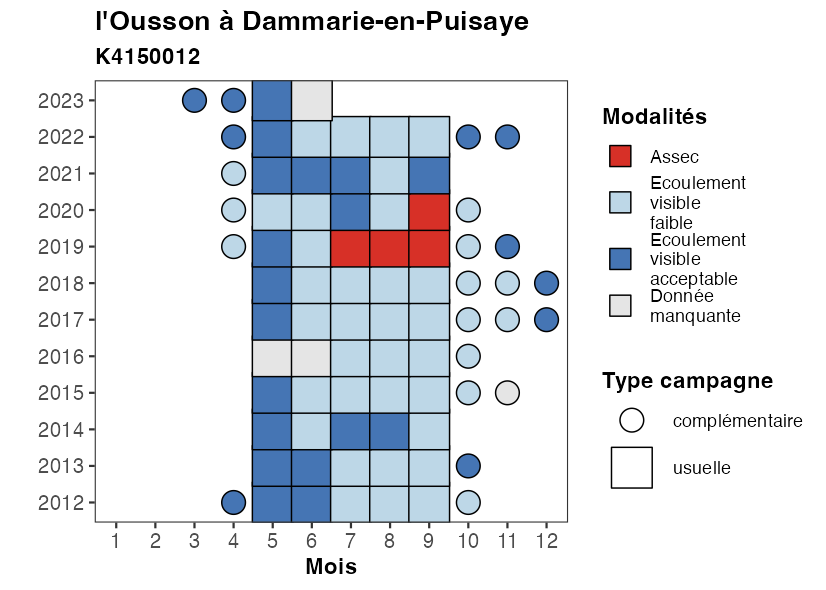 l'Ousson à Dammarie-en-Puisaye
K4150012
2023
2022
2021
2020
2019
2018
2017
2016
2015
2014
2013
2012
1 2 3 4 5 6 7 8 9 10 11 12
Mois
Modalités
Assec
Ecoulement
visible
faible
Ecoulement
visible
acceptable
Donnée
manquante
Type campagne
complémentaire
usuelle